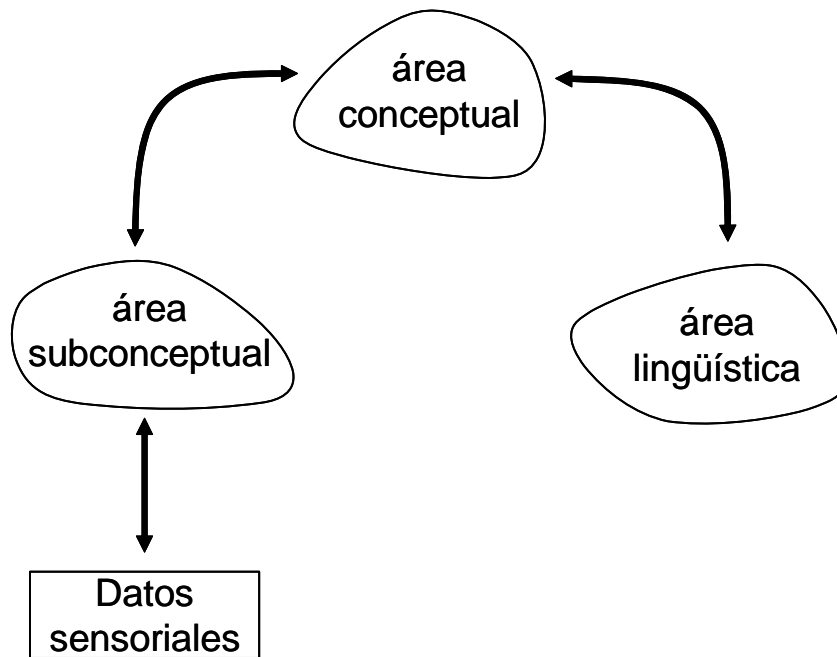 área
conceptual
área
subconceptual
área
lingüística
Datos
sensoriales